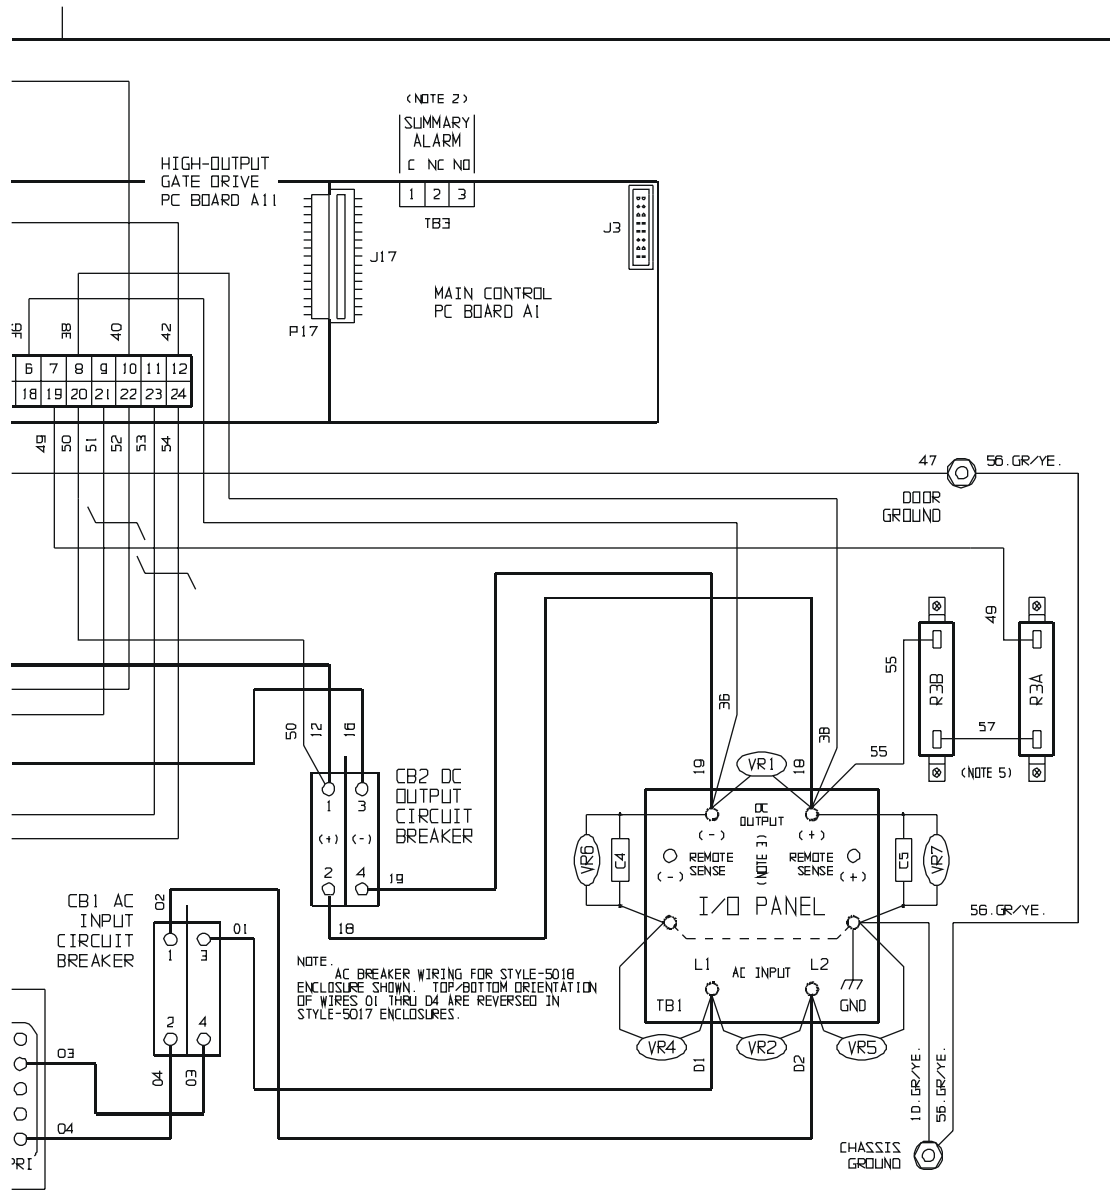 (NOTE 2)
SUMMARY
ALARM
C NC NO
1 2 3
TB3
HIGH-OUTPUT
GATE DRIVE
PC BOARD A11
J17
J3
MAIN CONTROL
PC BOARD A1
P17
36 38 40 42
6 7 8 9 10 11 12
18 19 20 21 22 23 24
49 50 51 52 53 54
47
56.GR/YE.
DOOR
GROUND
49
55
R3B
R3A
57
(NOTE 5)
36
38
55
50
12
16
19
18
VR1
CB2 DC
OUTPUT
CIRCUIT
BREAKER
1 3
(+) (-)
2 4
19
18
DC
OUTPUT
(NOTE 3)
(-) (+)
VR6
C4
REMOTE
SENSE
(-)
REMOTE
SENSE
(+)
C5
VR7
I/O PANEL
56.GR/YE.
CB1 AC
INPUT
CIRCUIT
BREAKER
02
01
1 3
2 4
NOTE.
AC BREAKER WIRING FOR STYLE-5018
ENCLOSURE SHOWN. TOP/BOTTOM ORIENTATION
OF WIRES 01 THRU 04 ARE REVERSED IN
STYLE-5017 ENCLOSURES.
L1 AC INPUT L2
TB1
GND
VR4
VR2
VR5
01
02
03
04
04
03
PRI
10.GR/YE.
56.GR/YE.
CHASSIS
GROUND